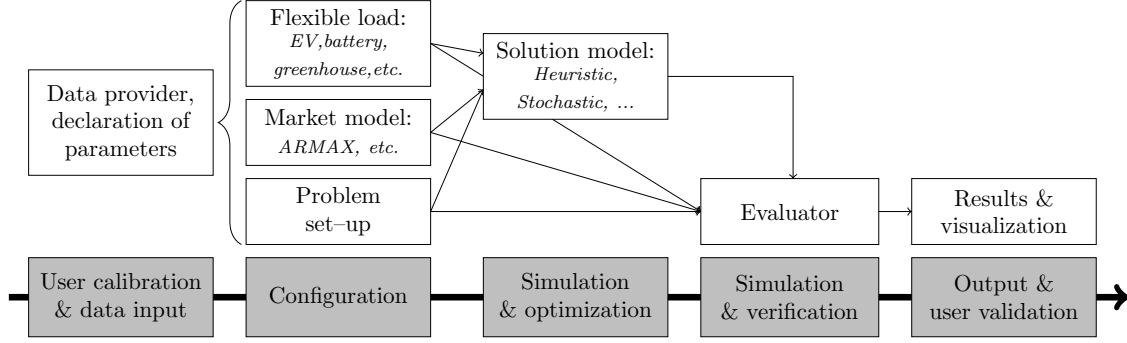 Data provider,
declaration of
parameters
Flexible load:
EV,battery,
greenhouse,etc.
Market model:
ARMAX, etc.
Problem
set–up
Solution model:
Heuristic,
Stochastic, ...
Evaluator
Results &
visualization
User calibration
& data input
Configuration
Simulation
& optimization
Simulation
& verification
Output &
user validation